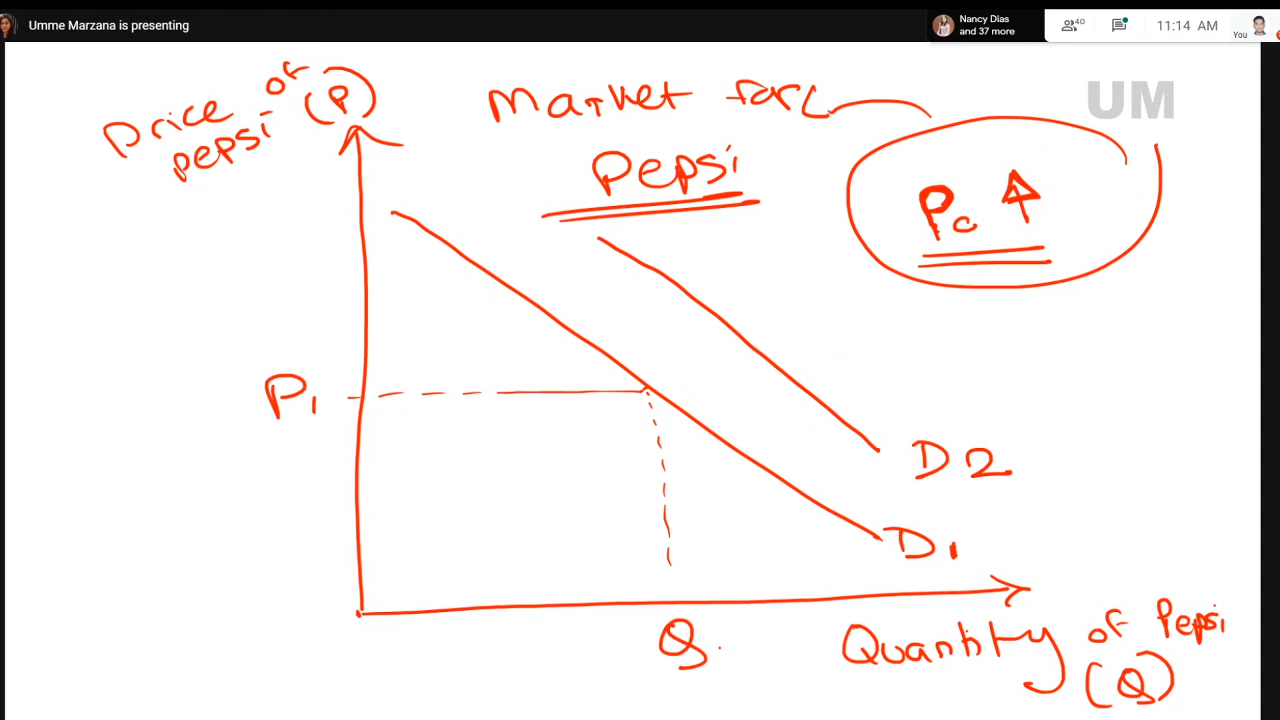 Umme Marzana is presenting
Nancy Dias
and 37 more
40
11:14 AM
You
UM
Price of
pepsi (P)
Market for
Pepsi
Pc ↑
P1
D2
D1
Q
Quantity of Pepsi
(Q)